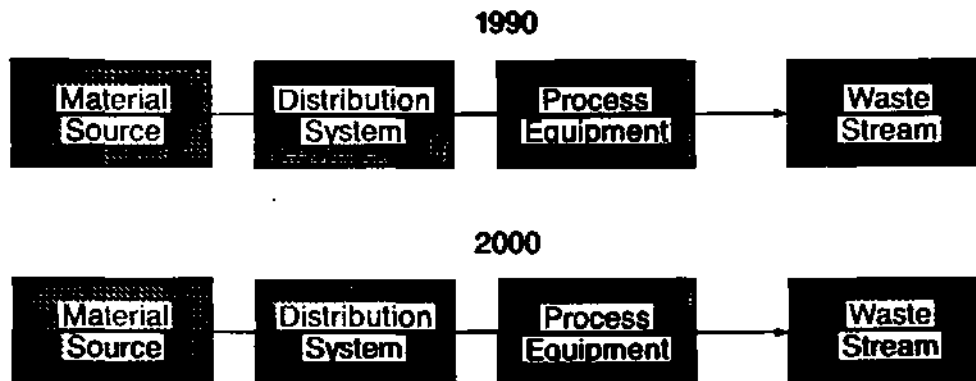 1990
Material
Source
Distribution
System
Process
Equipment
Waste
Stream
2000
Material
Source
Distribution
System
Process
Equipment
Waste
Stream